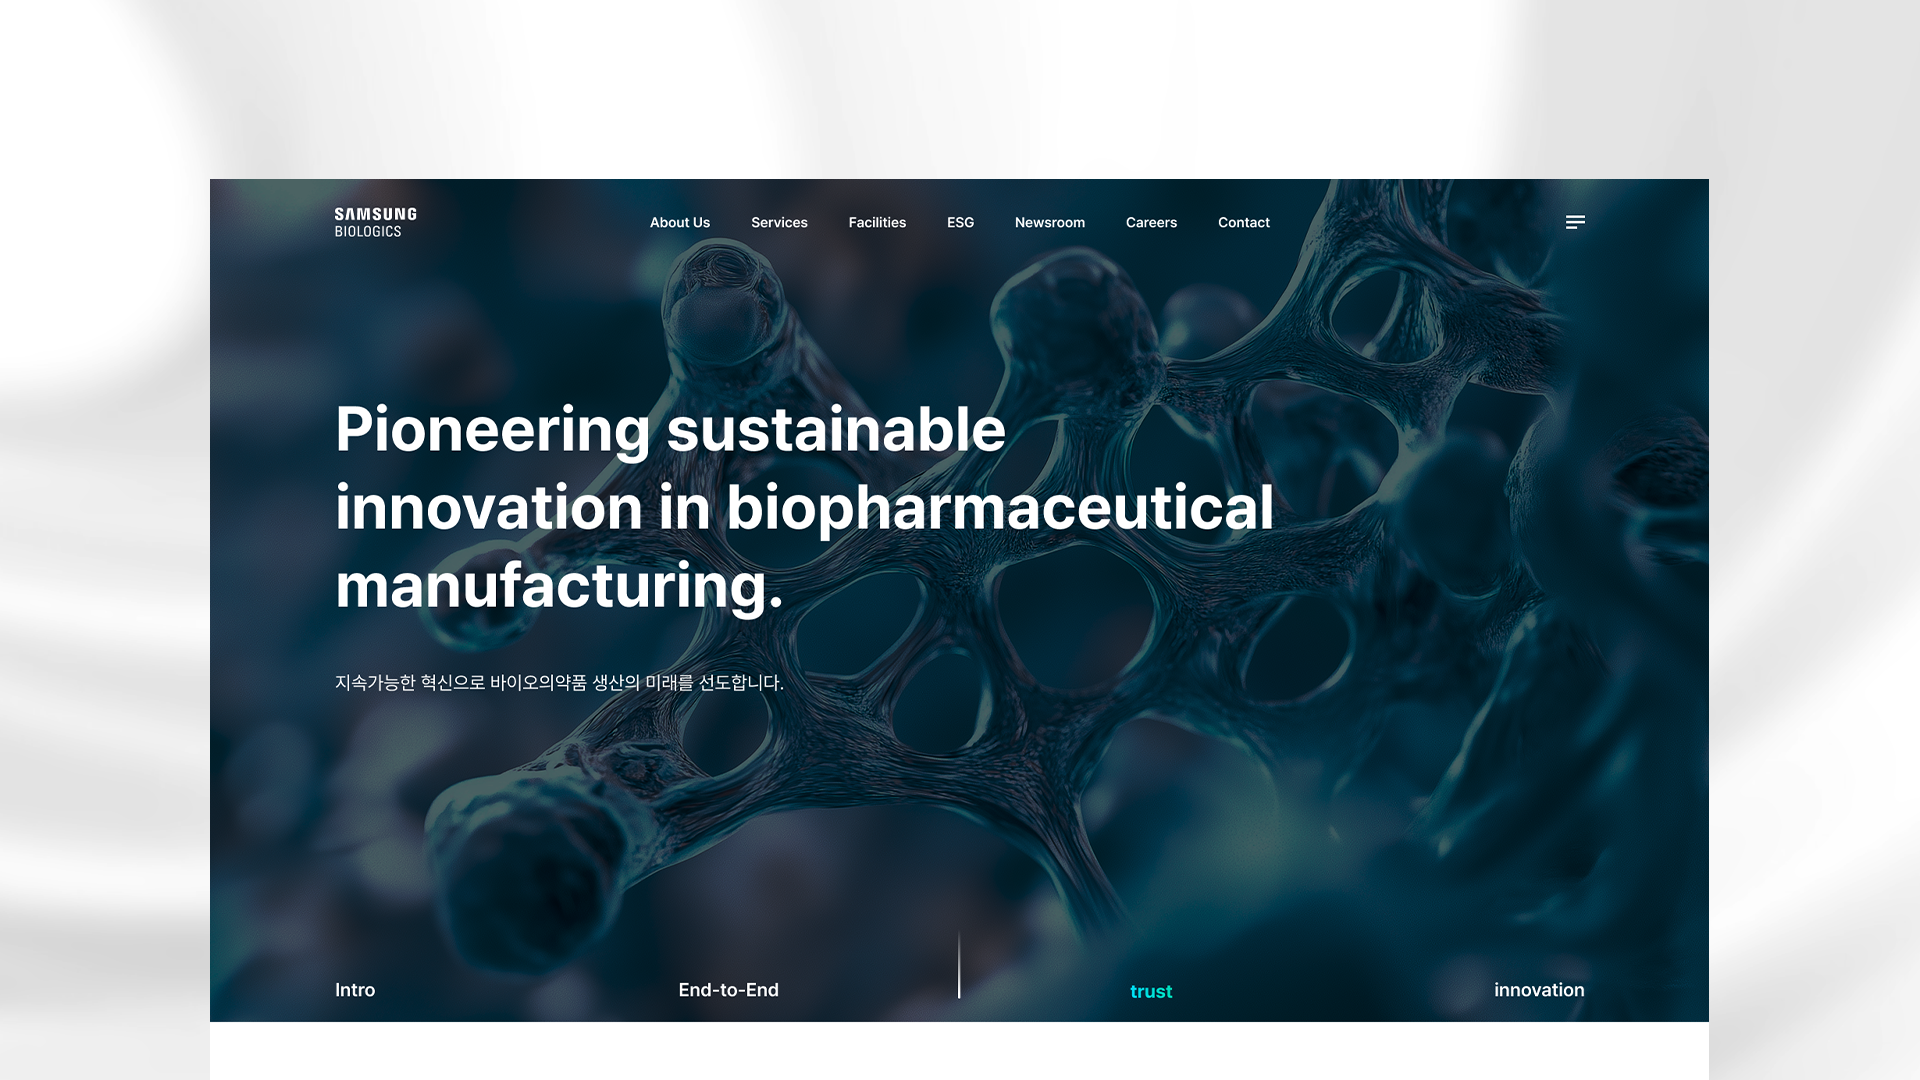 SAMSUNG
BIOLOGICS
About Us Services Facilities ESG Newsroom Careers Contact
Pioneering sustainable
innovation in biopharmaceutical
manufacturing.
지속가능한 혁신으로 바이오의약품 생산의 미래를 선도합니다.
Intro End-to-End trust innovation